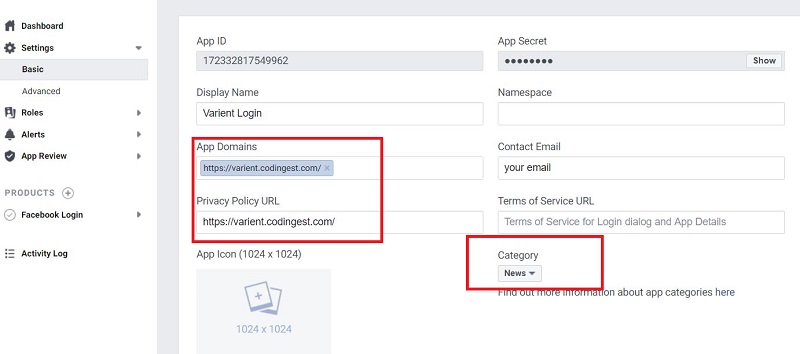 Dashboard
Settings
Basic
Advanced
Roles
Alerts
App Review
PRODUCTS
Facebook Login
Activity Log
App ID
172332817549962
App Secret
●●●●●●●●
Show
Display Name
Varient Login
Namespace
App Domains
https://varient.codingest.com/ ×
Contact Email
your email
Privacy Policy URL
https://varient.codingest.com/
Terms of Service URL
Terms of Service for Login dialog and App Details
App Icon (1024 x 1024)
1024 x 1024
Category
News
Find out more information about app categories here